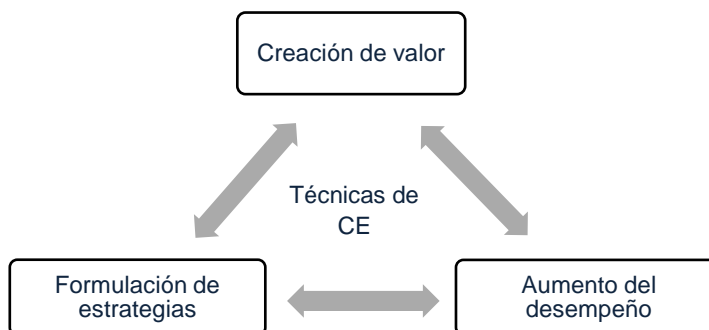 Creación de valor
Técnicas de
CE
Formulación de
estrategias
Aumento del
desempeño